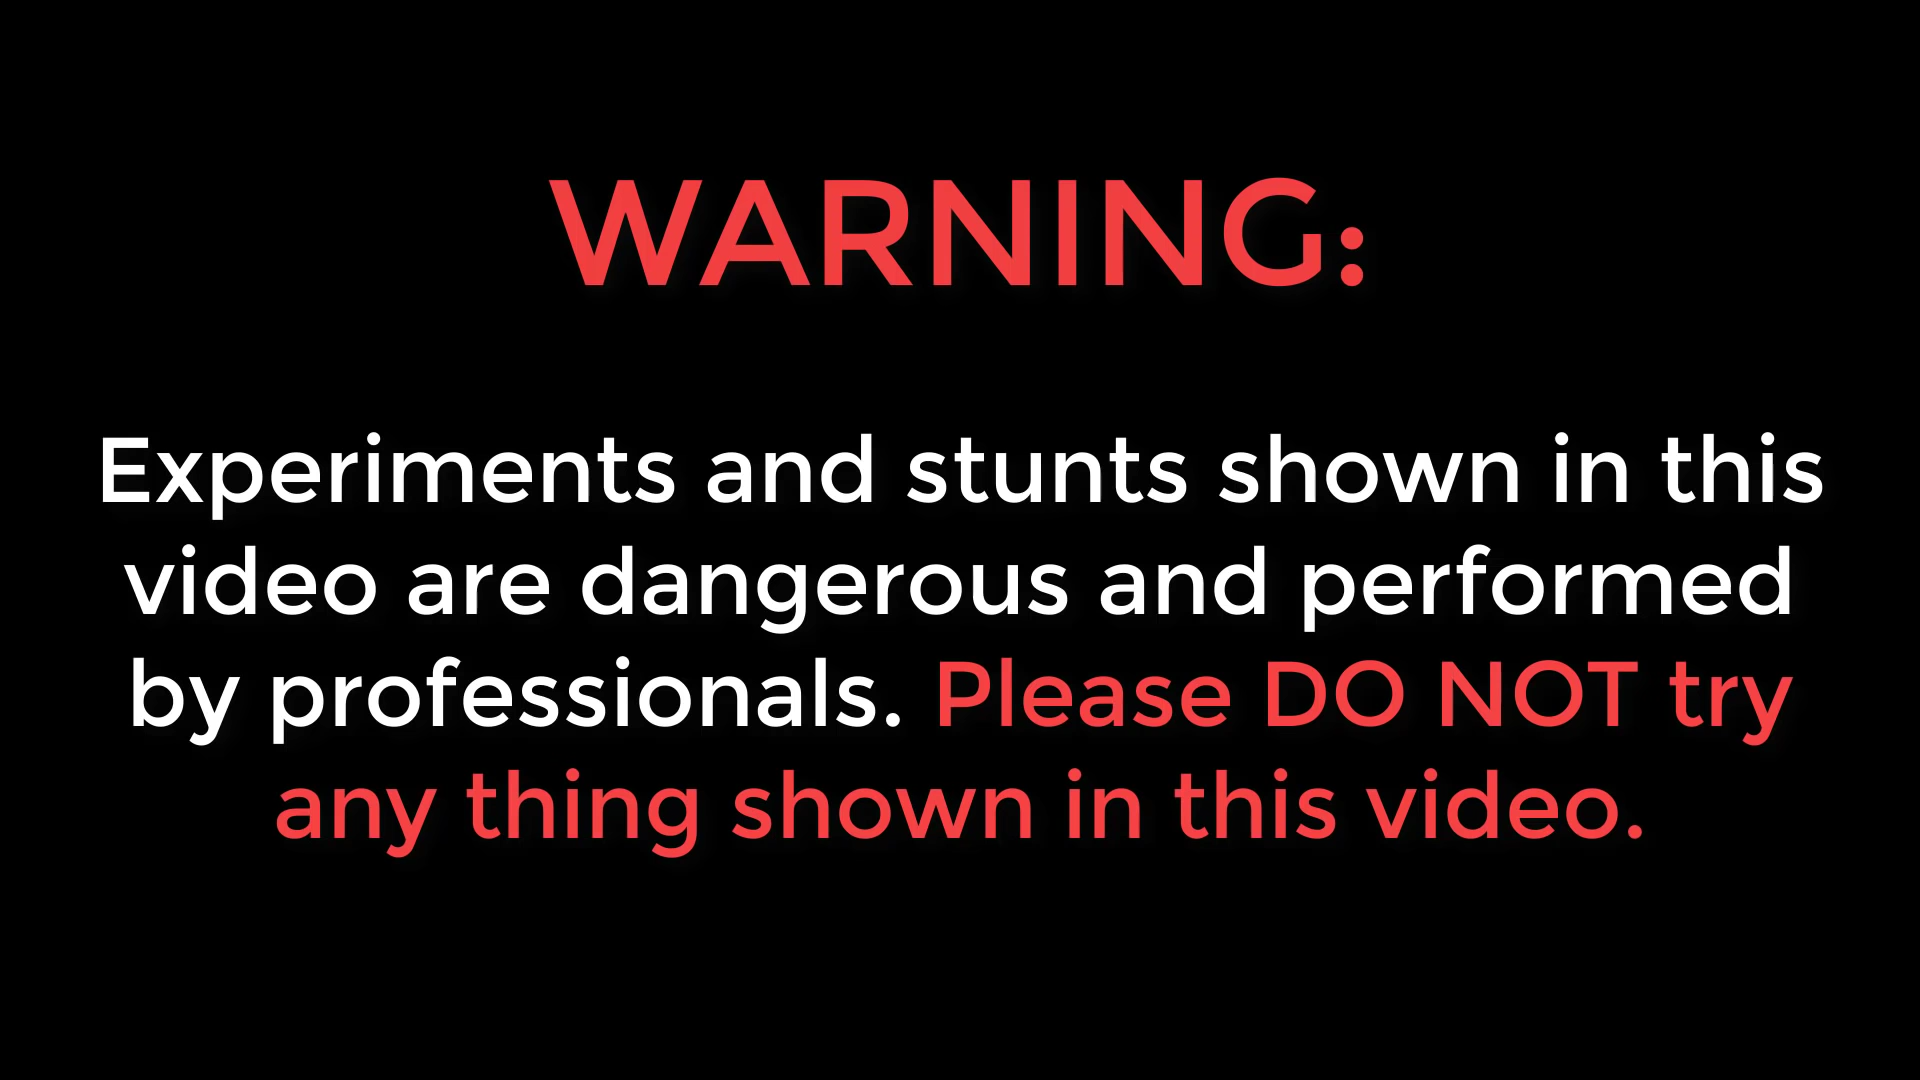 WARNING:
Experiments and stunts shown in this
video are dangerous and performed
by professionals. Please DO NOT try
any thing shown in this video.